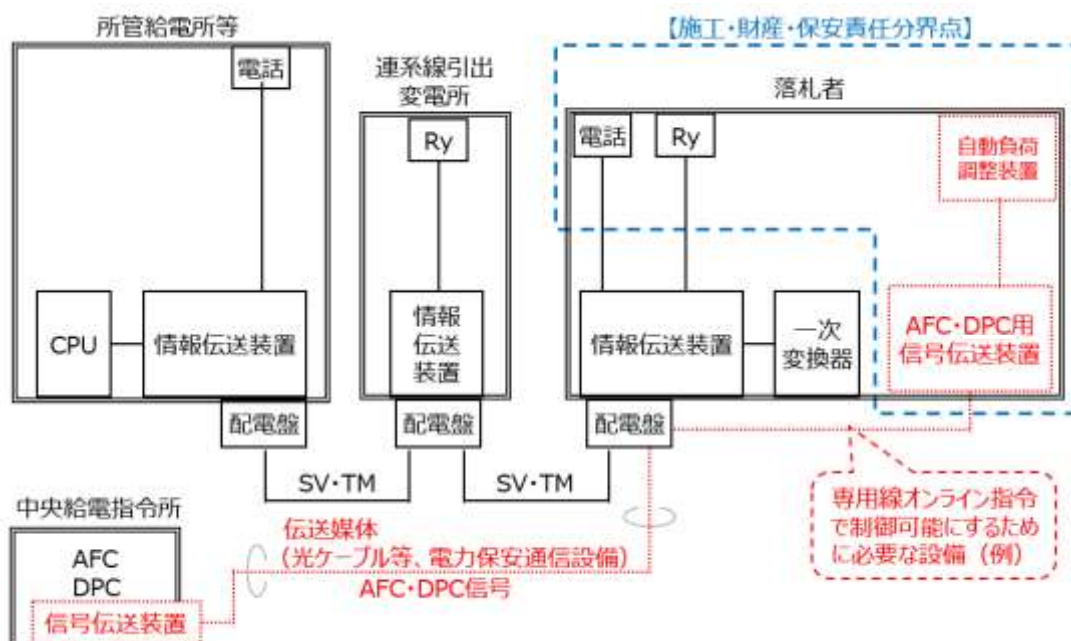 所管給電所等
【施工・財産・保安責任分界点】
電話
連系線引出
変電所
落札者
Ry
電話
Ry
自動負荷
調整装置
CPU
情報伝送装置
情報
伝送
装置
情報伝送装置
一次
変換器
AFC・DPC用
信号伝送装置
配電盤
配電盤
配電盤
SV・TM
SV・TM
中央給電指令所
伝送媒体
(光ケーブル等、電力保安通信設備)
AFC・DPC信号
専用線オンライン指令
で制御可能にするため
に必要な設備（例）
AFC
DPC
信号伝送装置